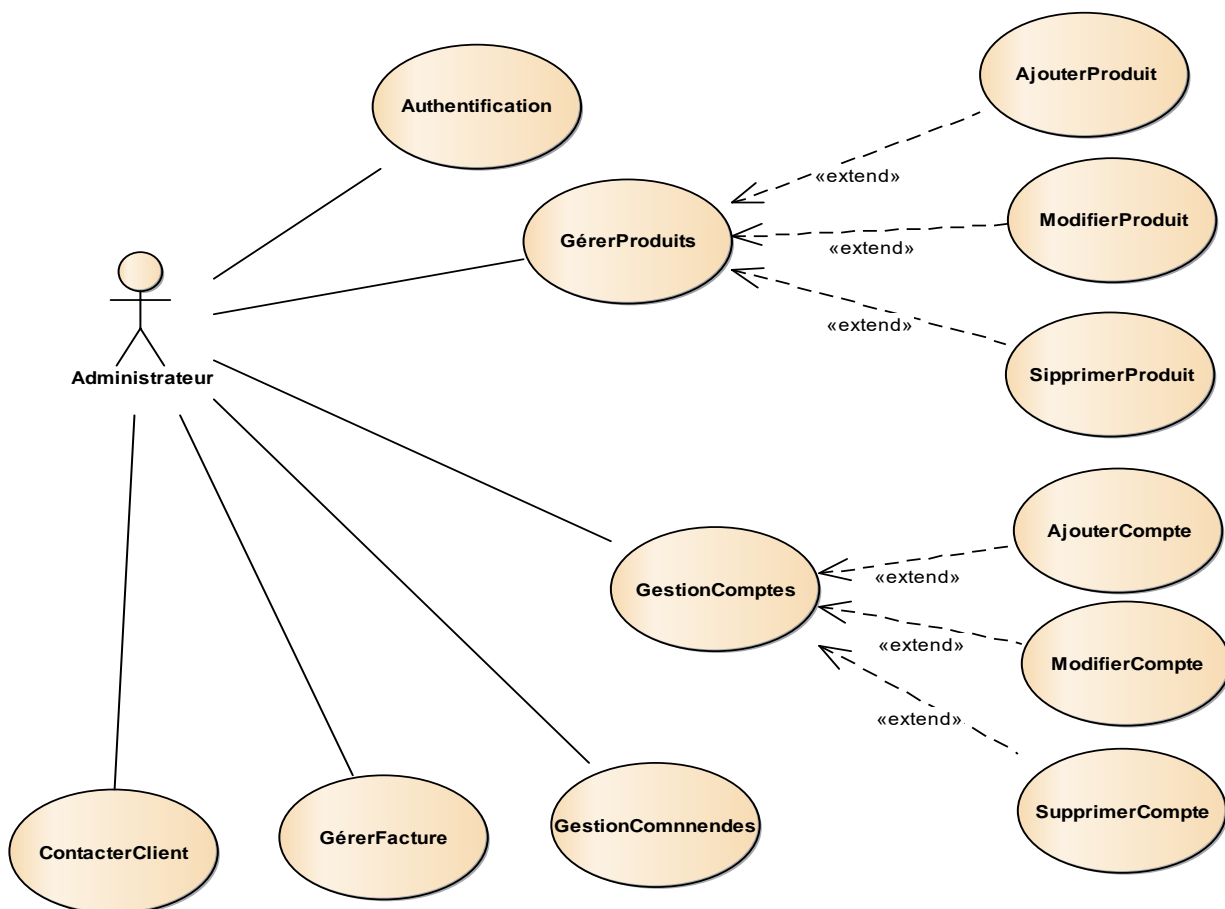 AjouterProduit
Authentification
«extend»
ModifierProduit
GérerProduits
«extend»
«extend»
SipprimerProduit
Administrateur
AjouterCompte
«extend»
GestionComptes
«extend»
ModifierCompte
«extend»
SupprimerCompte
GestionComnnendes
GérerFacture
ContacterClient